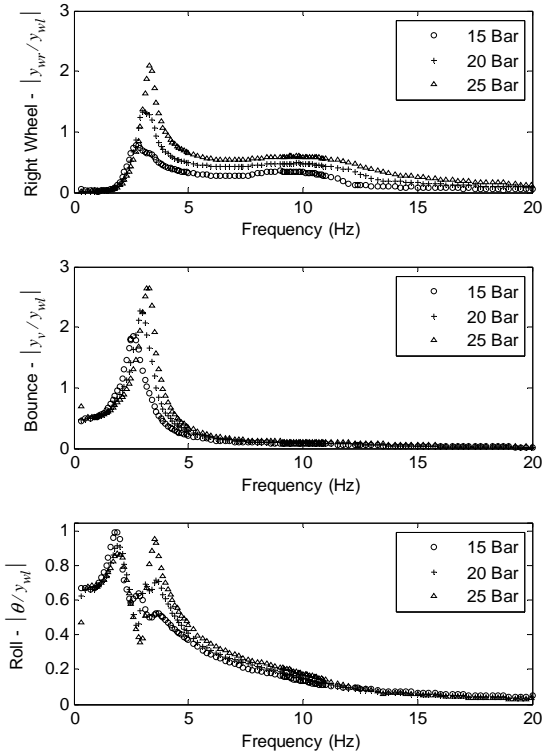 3
2
1
0
0
5
10
15
20
Right Wheel - |y_wr / y_wl|
Frequency (Hz)
15 Bar
20 Bar
25 Bar
3
2
1
0
0
5
10
15
20
Bounce - |y_v / y_wl|
Frequency (Hz)
15 Bar
20 Bar
25 Bar
1
0.8
0.6
0.4
0.2
0
0
5
10
15
20
Roll - |θ / y_wl|
Frequency (Hz)
15 Bar
20 Bar
25 Bar